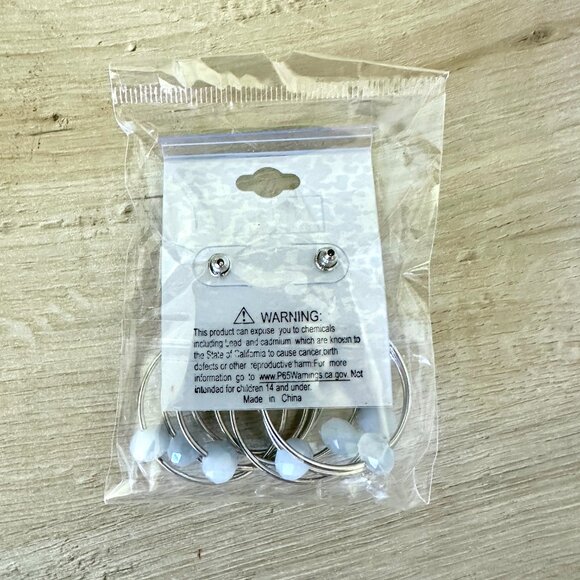 ⚠ WARNING:
This product can expuse you to chemicals
including Lead and cadmium which are known to
the State of California to cause cancer,birth
defects or other reproductive harm.For more
information go to www.P65Warnings.ca.gov. Not
intended for children 14 and under.
Made in China